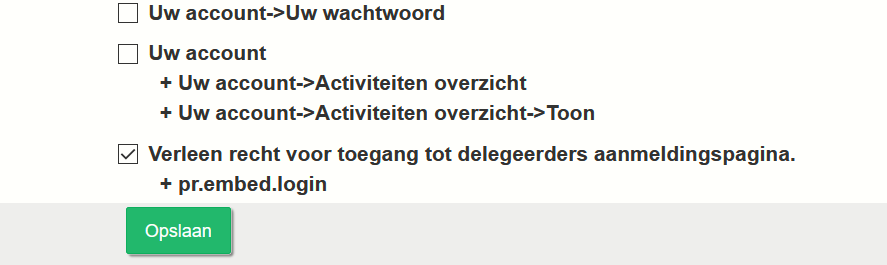 Uw account->Uw wachtwoord
Uw account
+ Uw account->Activiteiten overzicht
+ Uw account->Activiteiten overzicht->Toon
Verleen recht voor toegang tot delegeerders aanmeldingspagina.
+ pr.embed.login
Opslaan